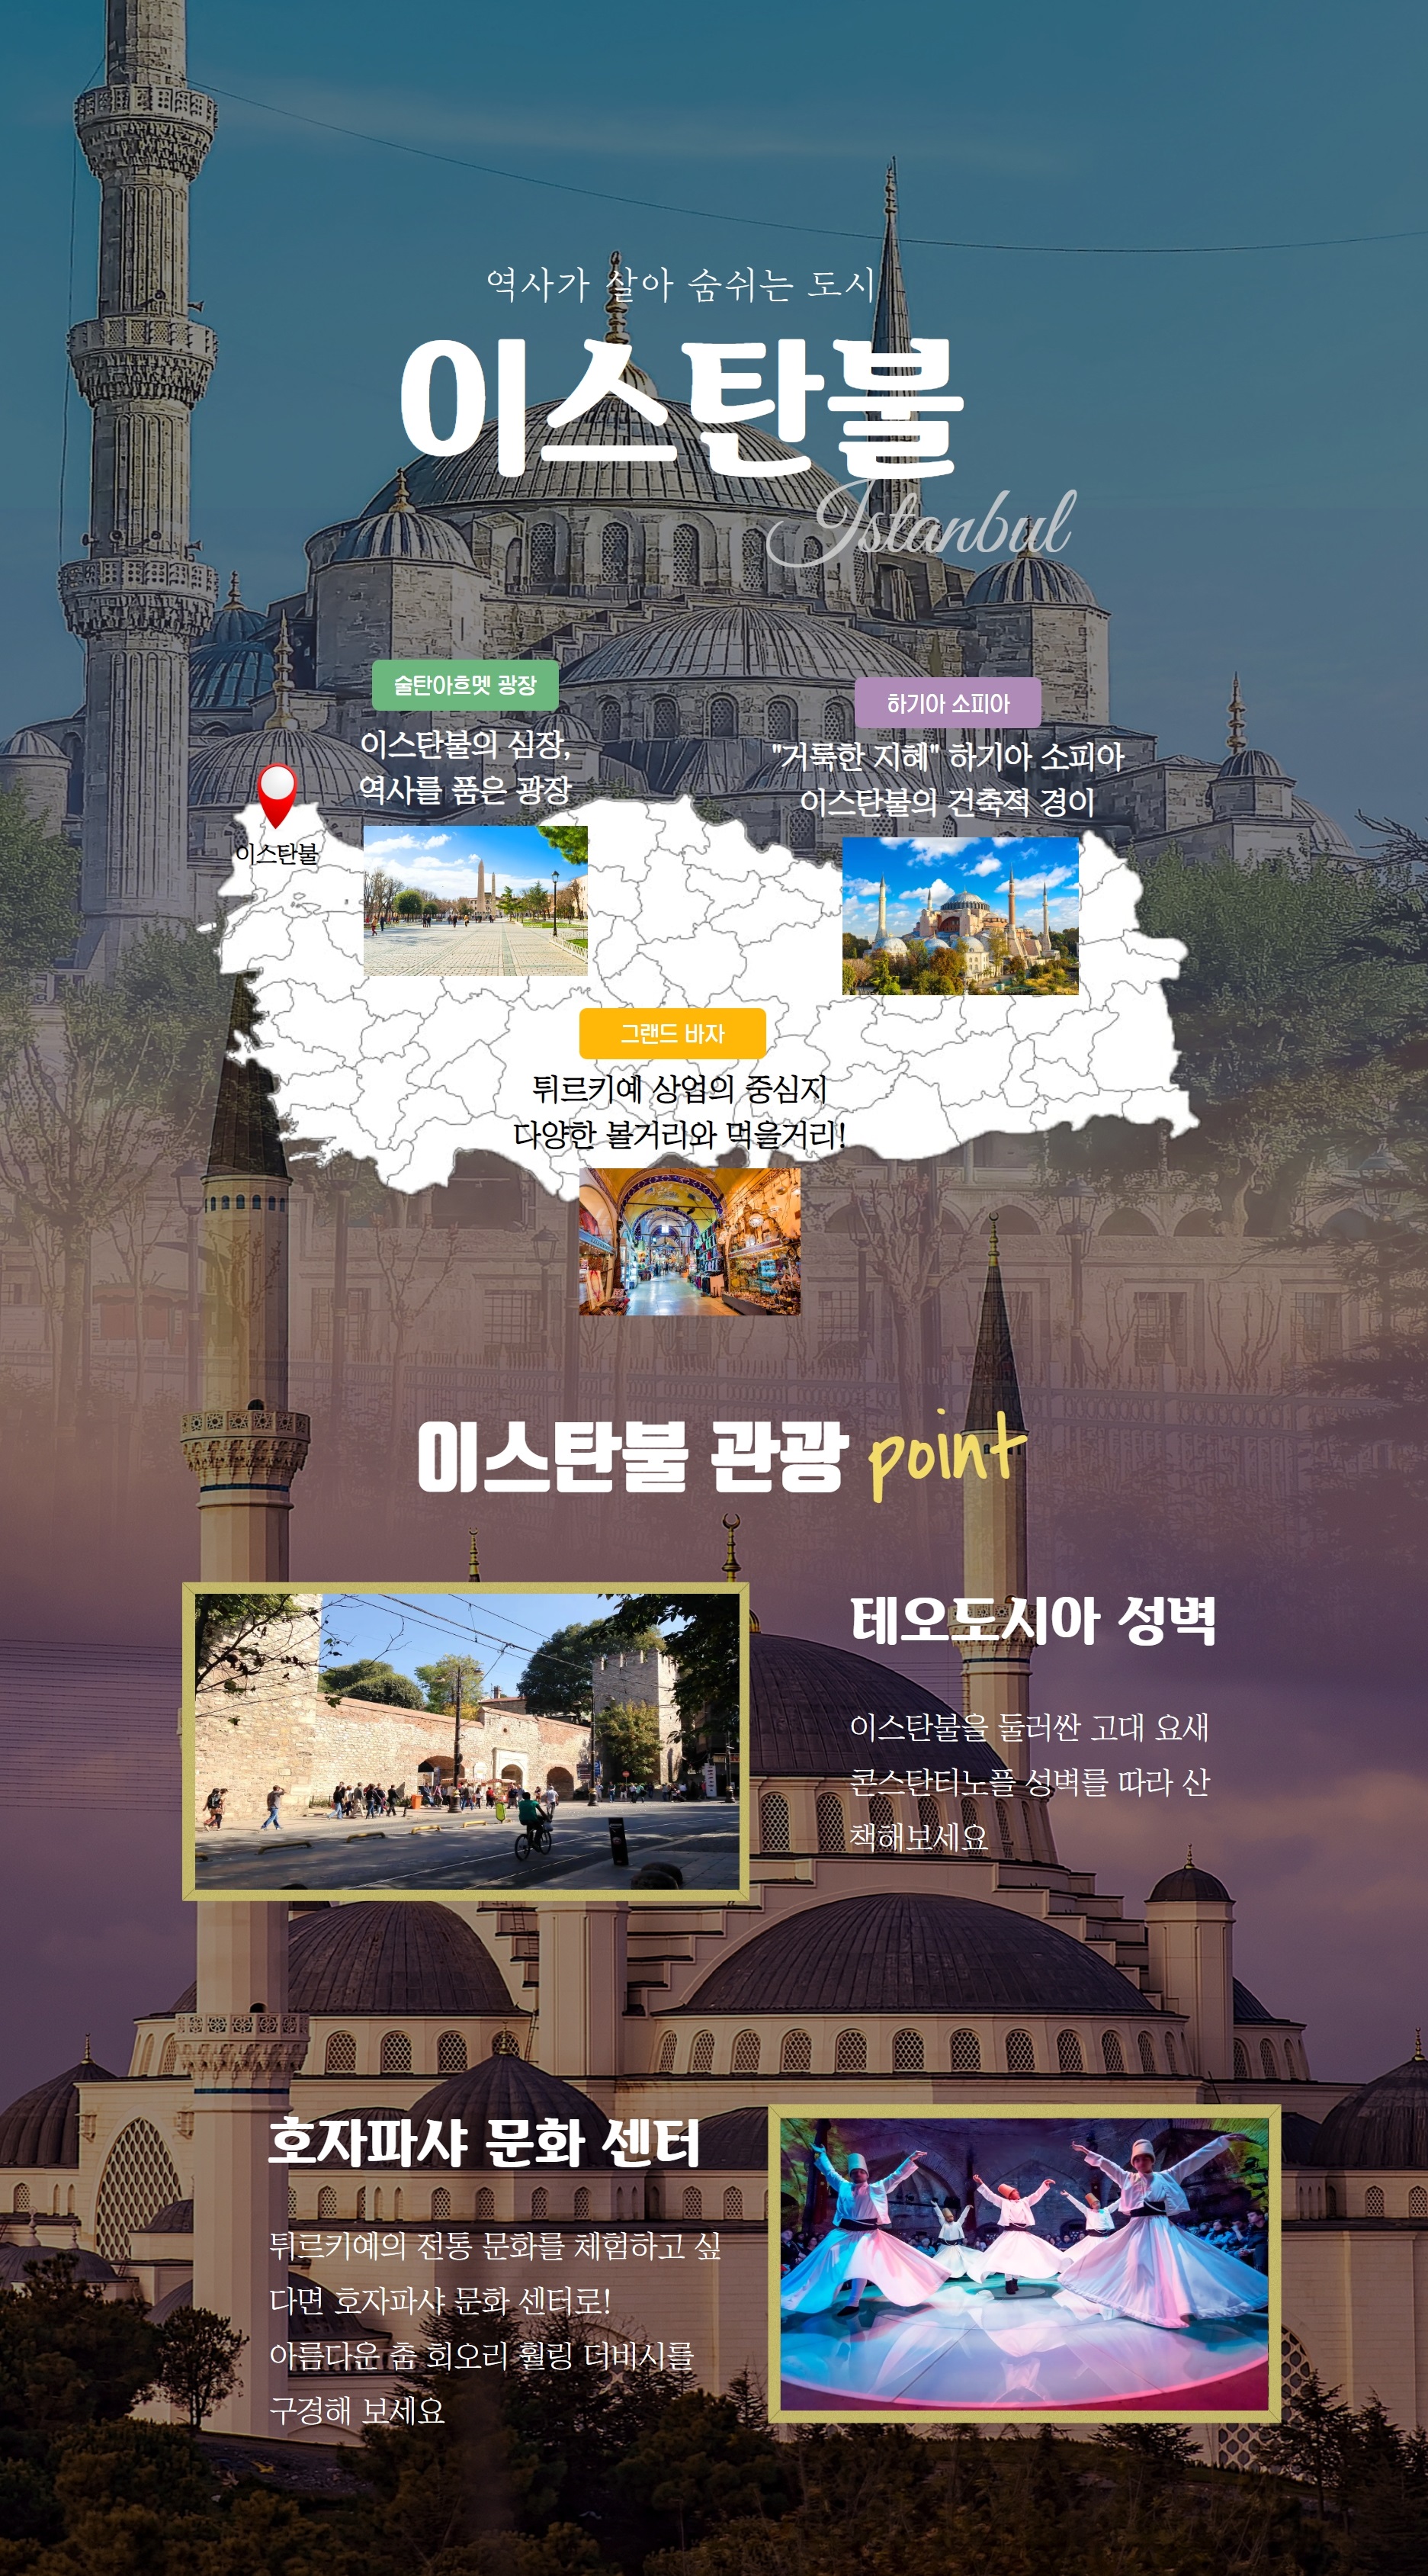 역사가 살아 숨쉬는 도시
이스탄불
Istanbul
술탄아흐멧 광장
이스탄불의 심장,
역사를 품은 광장
하기아 소피아
"거룩한 지혜" 하기아 소피아
이스탄불의 건축적 경이
이스탄불
그랜드 바자
튀르키예 상업의 중심지
다양한 볼거리와 먹을거리!
이스탄불 관광 point
테오도시아 성벽
이스탄불을 둘러싼 고대 요새
콘스탄티노플 성벽를 따라 산
책해보세요
호자파샤 문화 센터
튀르키예의 전통 문화를 체험하고 싶
다면 호자파샤 문화 센터로!
아름다운 춤 회오리 훨링 더비시를
구경해 보세요